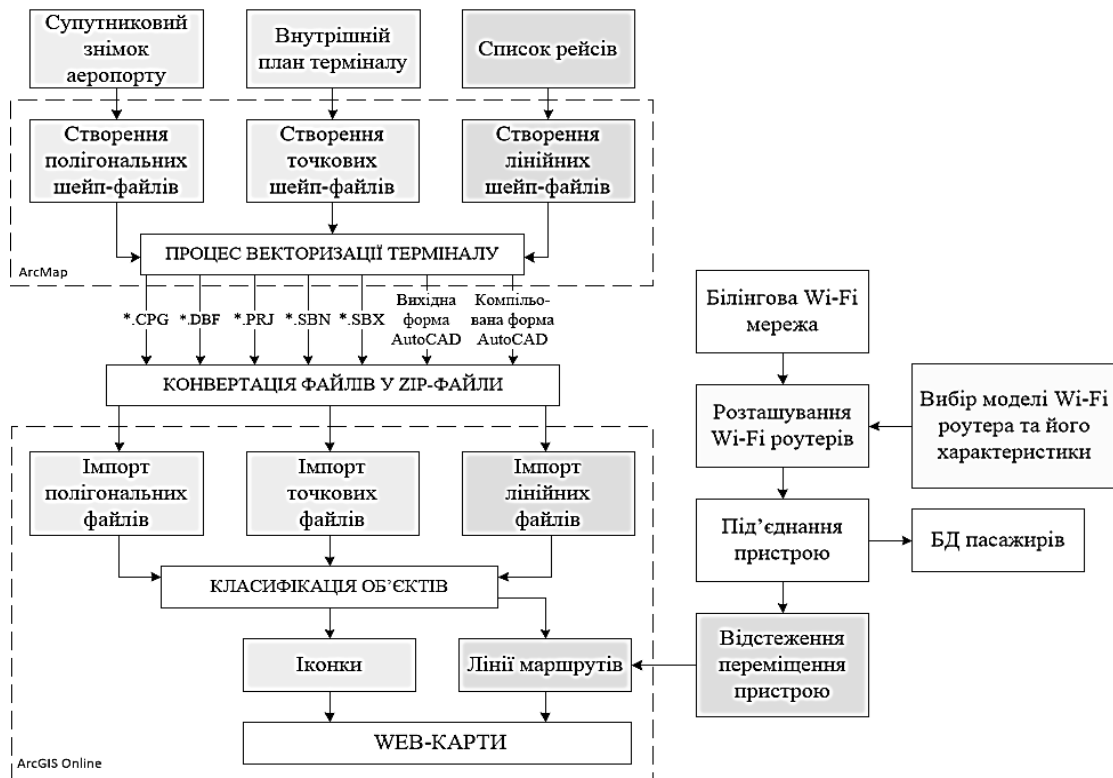 Супутниковий
знімок
аеропорту
Внутрішній
план терміналу
Список рейсів
Створення
полігональних
шейп-файлів
Створення
точкових
шейп-файлів
Створення
лінійних
шейп-файлів
ПРОЦЕС ВЕКТОРИЗАЦІЇ ТЕРМІНАЛУ
ArcMap
*.CPG
*.DBF
*.PRJ
*.SBN
*.SBX
Вихідна
форма
AutoCAD
Компільо-
вана форма
AutoCAD
КОНВЕРТАЦІЯ ФАЙЛІВ У ZIP-ФАЙЛИ
Імпорт
полігональних
файлів
Імпорт
точкових
файлів
Імпорт
лінійних
файлів
КЛАСИФІКАЦІЯ ОБ’ЄКТІВ
Іконки
Лінії маршрутів
WEB-КАРТИ
ArcGIS Online
Білінгова Wi-Fi
мережа
Розташування
Wi-Fi роутерів
Вибір моделі Wi-Fi
роутера та його
характеристики
Під’єднання
пристрою
БД пасажирів
Відстеження
переміщення
пристрою